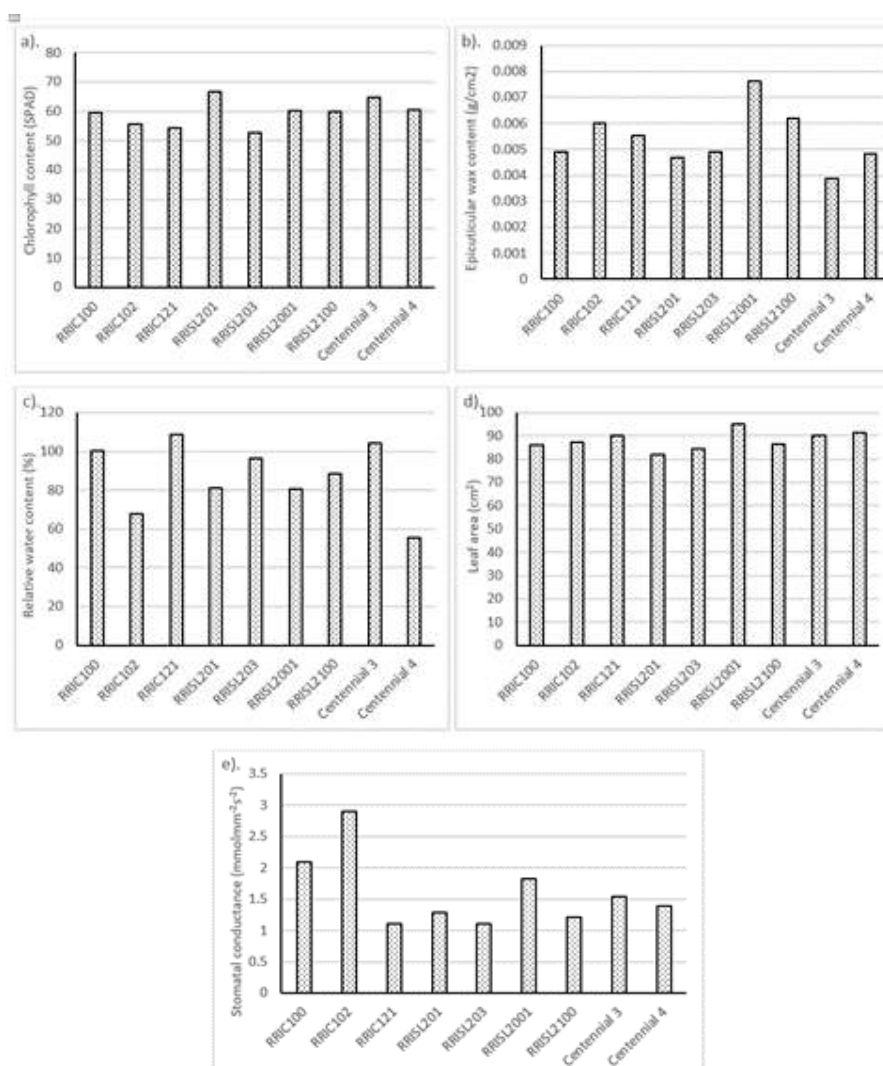 a).
Chlorophyll content (SPAD)
80
70
60
50
40
30
20
10
0
RRIC100
RRIC102
RRIC121
RRISL201
RRISL203
RRISL2001
RRISL2100
Centennial 3
Centennial 4
b).
Epicuticular wax content (g/cm2)
0.009
0.008
0.007
0.006
0.005
0.004
0.003
0.002
0.001
0
RRIC100
RRIC102
RRIC121
RRISL201
RRISL203
RRISL2001
RRISL2100
Centennial 3
Centennial 4
c).
Relative water content (%)
120
100
80
60
40
20
0
RRIC100
RRIC102
RRIC121
RRISL201
RRISL203
RRISL2001
RRISL2100
Centennial 3
Centennial 4
d).
Leaf area (cm²)
100
90
80
70
60
50
40
30
20
10
0
RRIC100
RRIC102
RRIC121
RRISL201
RRISL203
RRISL2001
RRISL2100
Centennial 3
Centennial 4
e).
Stomatal conductance (mmolmm⁻²s⁻²)
3.5
3
2.5
2
1.5
1
0.5
0
RRIC100
RRIC102
RRIC121
RRISL201
RRISL203
RRISL2001
RRISL2100
Centennial 3
Centennial 4